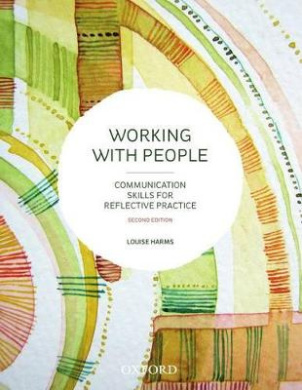 WORKING
WITH PEOPLE
COMMUNICATION
SKILLS FOR
REFLECTIVE PRACTICE
SECOND EDITION
LOUISE HARMS
OXFORD